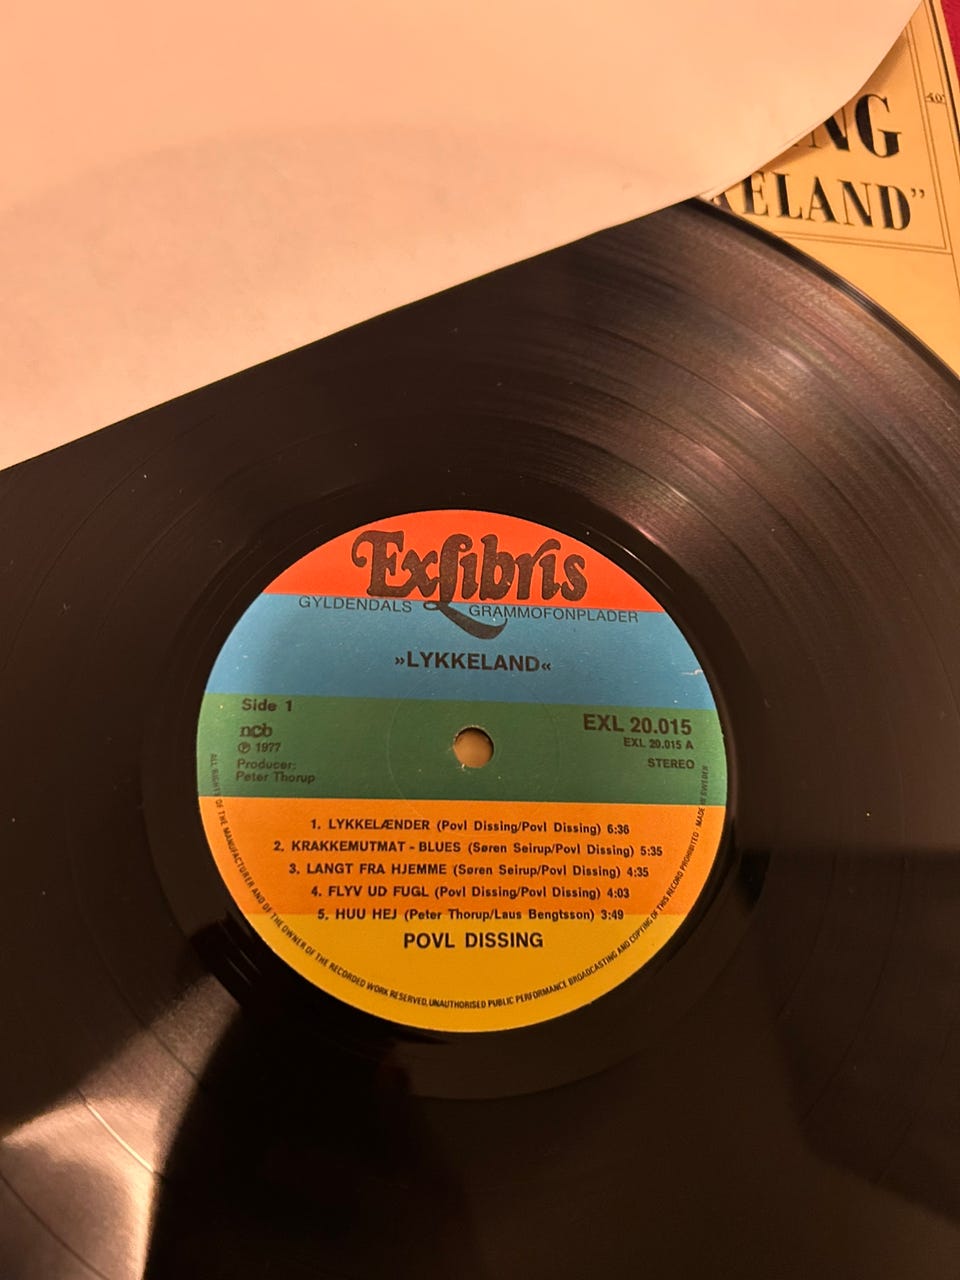 NG
ELAND”
Exlibris
GYLDENDALS GRAMMOFONPLADER
»LYKKELAND«
Side 1
ncb
℗ 1977
Producer:
Peter Thorup
EXL 20.015
EXL 20.015 A
STEREO
1. LYKKELÆNDER (Povl Dissing/Povl Dissing) 6:36
2. KRAKKEMUTMAT - BLUES (Søren Seirup/Povl Dissing) 5:35
3. LANGT FRA HJEMME (Søren Seirup/Povl Dissing) 4:35
4. FLYV UD FUGL (Povl Dissing/Povl Dissing) 4:03
5. HUU HEJ (Peter Thorup/Laus Bengtsson) 3:49
POVL DISSING
ALL RIGHTS OF THE MANUFACTURER AND OF THE OWNER OF THE RECORDED WORK RESERVED, UNAUTHORISED PUBLIC PERFORMANCE BROADCASTING AND COPYING OF THIS RECORD PROHIBITED · MADE IN SWEDEN